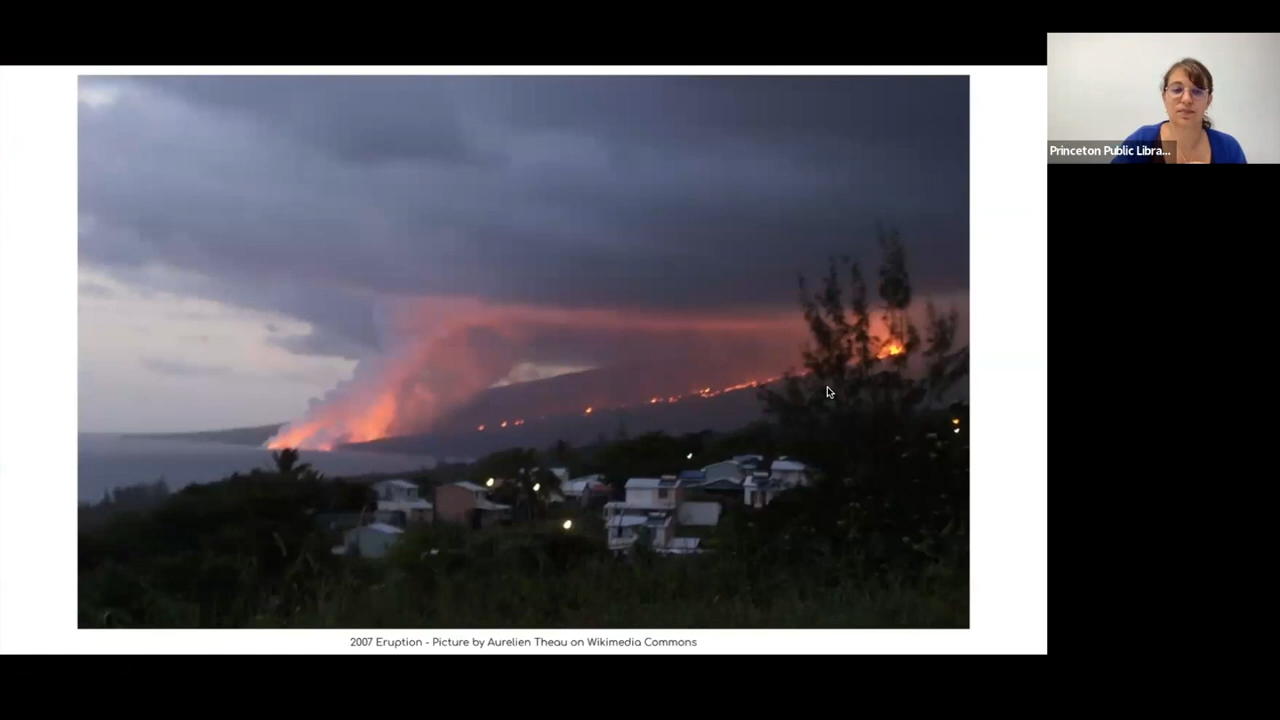 Princeton Public Libra...
2007 Eruption - Picture by Aurelien Theau on Wikimedia Commons